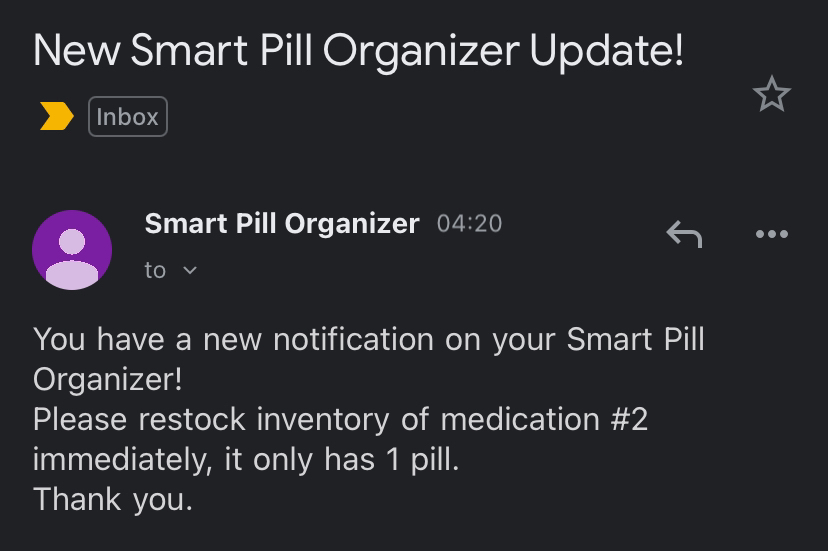 New Smart Pill Organizer Update!
Inbox
Smart Pill Organizer 04:20
to
You have a new notification on your Smart Pill
Organizer!
Please restock inventory of medication #2
immediately, it only has 1 pill.
Thank you.